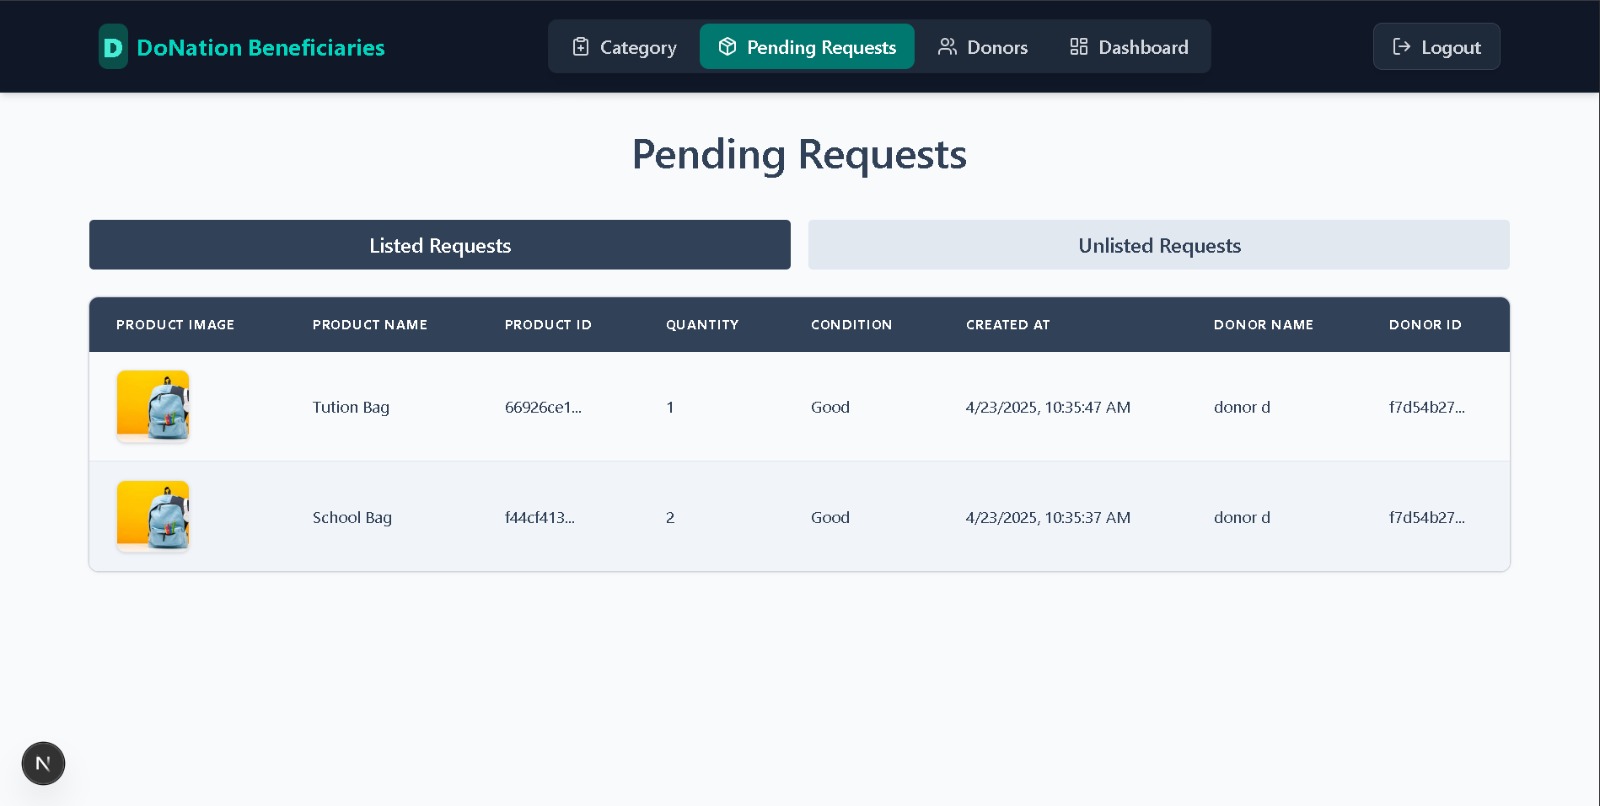 D DoNation Beneficiaries Category Pending Requests Donors Dashboard Logout
Pending Requests
Listed Requests Unlisted Requests
PRODUCT IMAGE PRODUCT NAME PRODUCT ID QUANTITY CONDITION CREATED AT DONOR NAME DONOR ID
Tution Bag 66926ce1... 1 Good 4/23/2025, 10:35:47 AM donor d f7d54b27...
School Bag f44cf413... 2 Good 4/23/2025, 10:35:37 AM donor d f7d54b27...
N